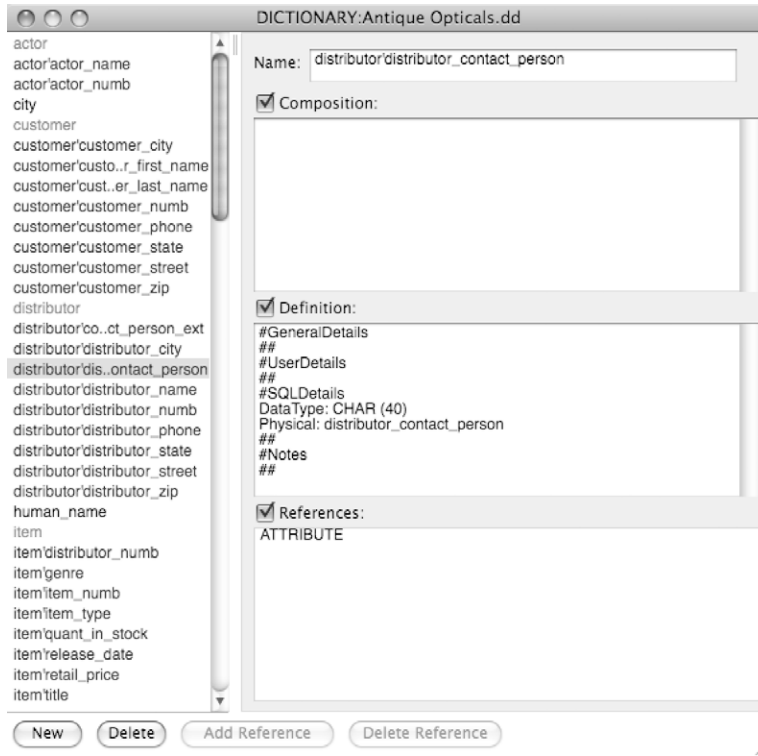 DICTIONARY:Antique Opticals.dd
actor
actor'actor_name
actor'actor_numb
city
customer
customer'customer_city
customer'custo..r_first_name
customer'cust..er_last_name
customer'customer_numb
customer'customer_phone
customer'customer_state
customer'customer_street
customer'customer_zip
distributor
distributor'co..ct_person_ext
distributor'distributor_city
distributor'dis..ontact_person
distributor'distributor_name
distributor'distributor_numb
distributor'distributor_phone
distributor'distributor_state
distributor'distributor_street
distributor'distributor_zip
human_name
item
item'distributor_numb
item'genre
item'item_numb
item'item_type
item'quant_in_stock
item'release_date
item'retail_price
item'title
Name: distributor'distributor_contact_person
Composition:
Definition:
#GeneralDetails
##
#UserDetails
##
#SQLDetails
DataType: CHAR (40)
Physical: distributor_contact_person
##
#Notes
##
References:
ATTRIBUTE
New Delete Add Reference Delete Reference